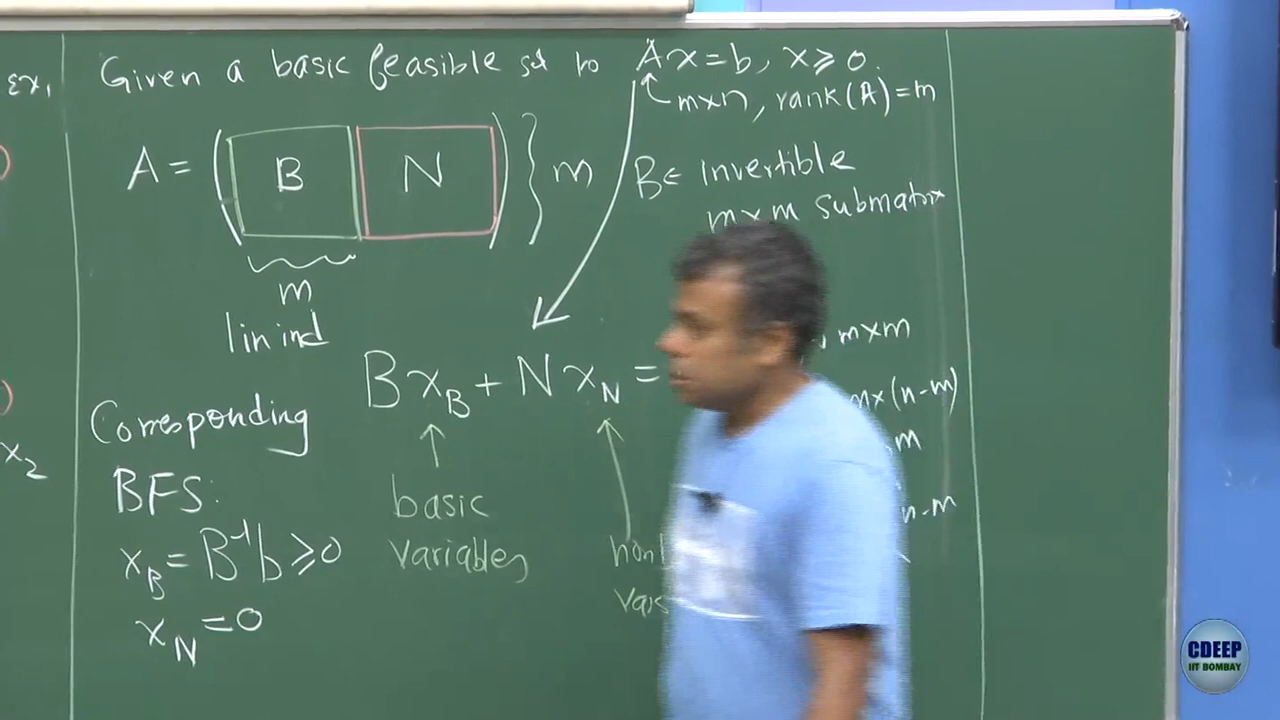 Ex,
Given a basic feasible sol to Ax=b, x≥0.
m×n, rank(A)=m
A = ( B N ) } m
B ∈ invertible
m×m submatrix
m
lin ind
m×m
B x_B + N x_N =
m×(n-m)
m
Corresponding
x_2
BFS:
basic
variables
n-m
x_B = B^-1 b ≥ 0
x_N = 0
CDEEP
IIT BOMBAY